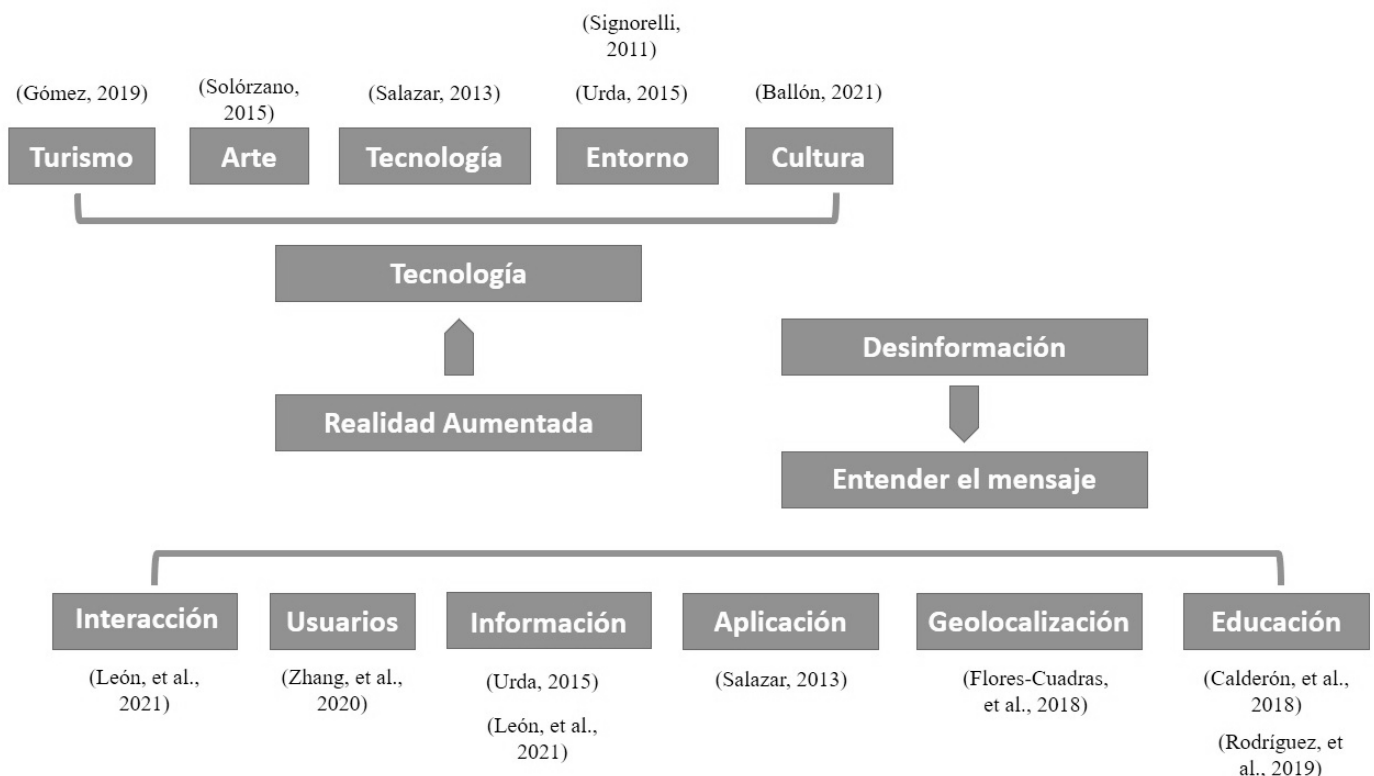 (Signorelli,
2011)
(Gómez, 2019)
(Solórzano,
2015)
(Salazar, 2013)
(Urda, 2015)
(Ballón, 2021)
Turismo
Arte
Tecnología
Entorno
Cultura
Tecnología
Desinformación
Realidad Aumentada
Entender el mensaje
Interacción
Usuarios
Información
Aplicación
Geolocalización
Educación
(León, et al.,
2021)
(Zhang, et al.,
2020)
(Urda, 2015)
(León, et al.,
2021)
(Salazar, 2013)
(Flores-Cuadras,
et al., 2018)
(Calderón, et al.,
2018)
(Rodríguez, et
al., 2019)